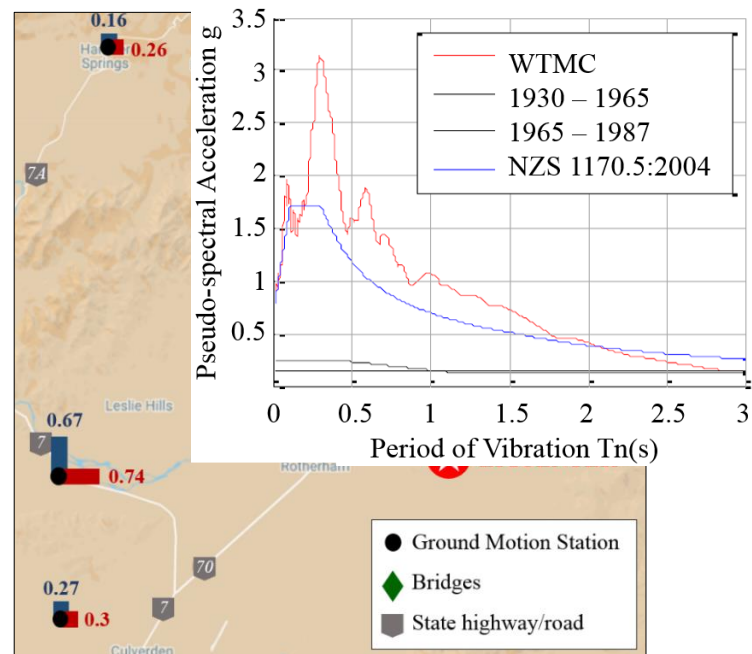 0.16
0.26
Springs
7A
Leslie Hills
0.67
7
0.74
Rotherham
70
0.27
7
0.3
Culverden
Pseudo-spectral Acceleration g
3.5
3
2.5
2
1.5
1
0.5
0
0.5
1
1.5
2
2.5
3
Period of Vibration Tn(s)
WTMC
1930 – 1965
1965 – 1987
NZS 1170.5:2004
Ground Motion Station
Bridges
State highway/road